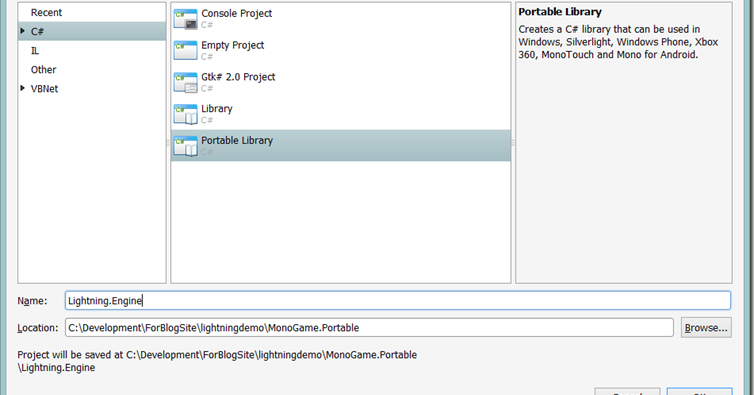 Recent
C#
IL
Other
VBNet
Console Project
C#
Empty Project
C#
Gtk# 2.0 Project
C#
Library
C#
Portable Library
C#
Portable Library
Creates a C# library that can be used in
Windows, Silverlight, Windows Phone, Xbox
360, MonoTouch and Mono for Android.
Name:
Lightning.Engine
Location:
C:\Development\ForBlogSite\lightningdemo\MonoGame.Portable
Browse...
Project will be saved at C:\Development\ForBlogSite\lightningdemo\MonoGame.Portable
\Lightning.Engine